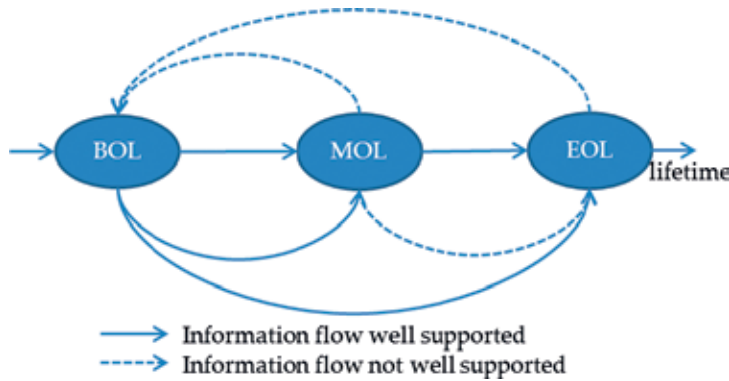 BOL
MOL
EOL
lifetime
Information flow well supported
Information flow not well supported